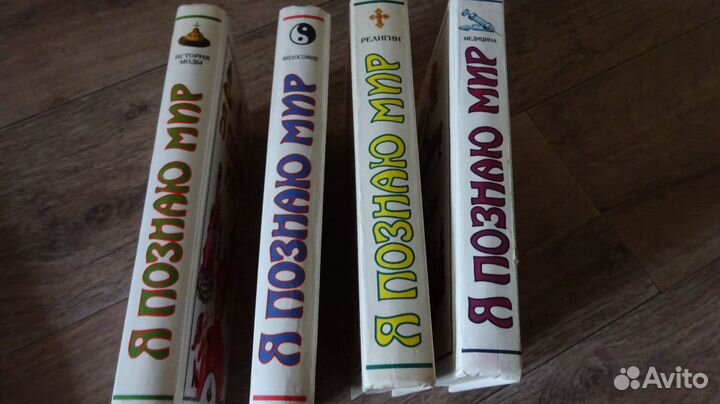 ИСТОРИЯ
МОДЫ
Я ПОЗНАЮ МИР
ФИЛОСОФИЯ
Я ПОЗНАЮ МИР
РЕЛИГИИ
Я ПОЗНАЮ МИР
МЕДИЦИНА
Я ПОЗНАЮ МИР
Avito